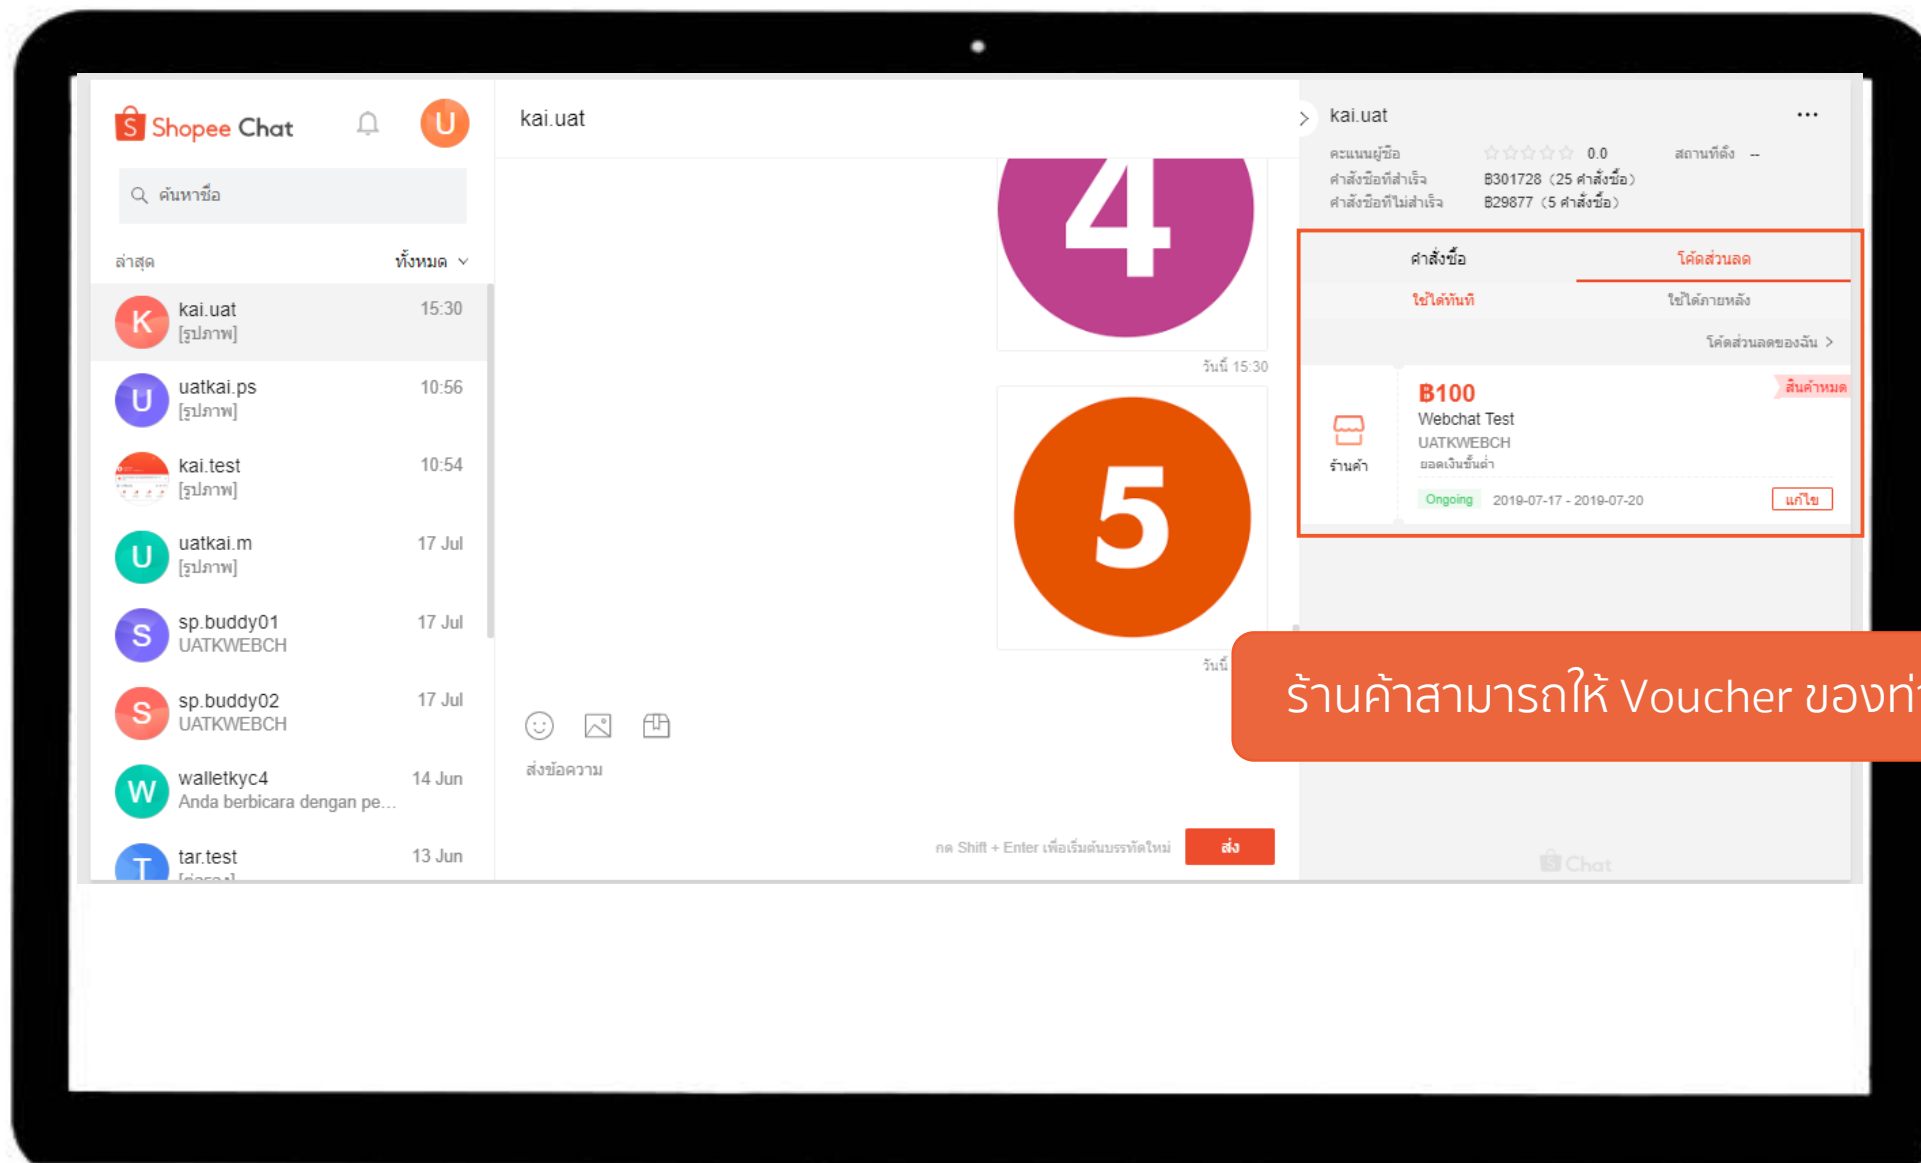 Shopee Chat
U
ค้นหาชื่อ
ล่าสุด
ทั้งหมด
K
kai.uat
15:30
[รูปภาพ]
U
uatkai.ps
10:56
[รูปภาพ]
kai.test
10:54
[รูปภาพ]
U
uatkai.m
17 Jul
[รูปภาพ]
S
sp.buddy01
17 Jul
UATKWEBCH
S
sp.buddy02
17 Jul
UATKWEBCH
W
walletkyc4
14 Jun
Anda berbicara dengan pe...
T
tar.test
13 Jun
kai.uat
4
วันนี้ 15:30
5
วันนี้
ส่งข้อความ
กด Shift + Enter เพื่อเริ่มต้นบรรทัดใหม่
ส่ง
kai.uat
คะแนนผู้ซื้อ
0.0
สถานที่ตั้ง --
คำสั่งซื้อที่สำเร็จ
฿301728 (25 คำสั่งซื้อ)
คำสั่งซื้อที่ไม่สำเร็จ
฿29877 (5 คำสั่งซื้อ)
คำสั่งซื้อ
โค้ดส่วนลด
ใช้ได้ทันที
ใช้ได้ภายหลัง
โค้ดส่วนลดของฉัน >
฿100
สินค้าหมด
Webchat Test
UATKWEBCH
ร้านค้า
ยอดเงินขั้นต่ำ
Ongoing
2019-07-17 - 2019-07-20
แก้ไข
ร้านค้าสามารถให้ Voucher ของท่
Chat